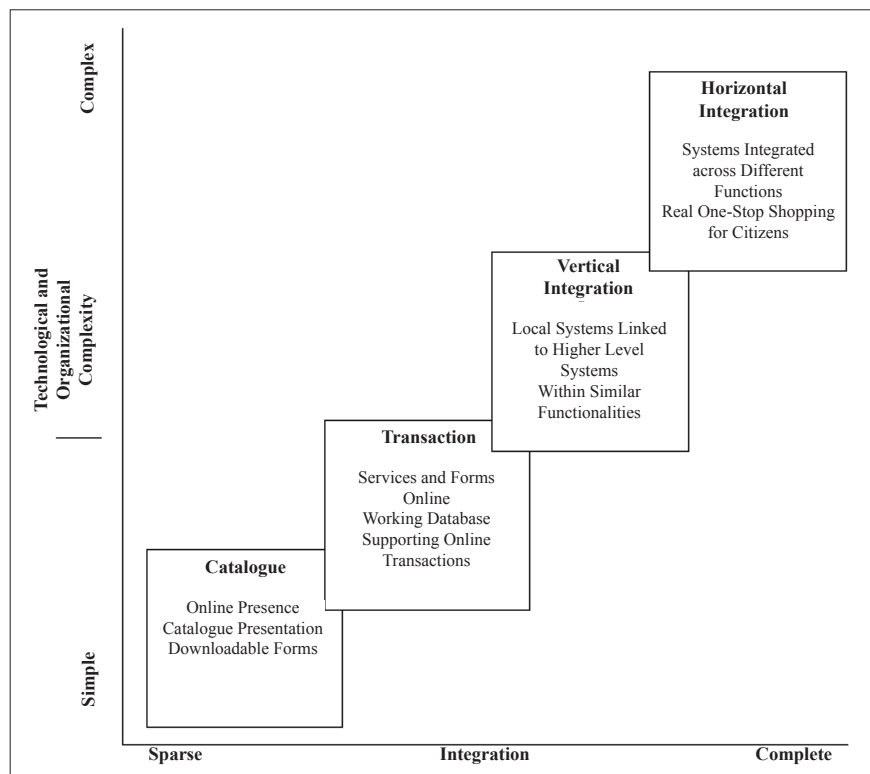 Complex
Technological and
Organizational
Complexity
Simple
Horizontal
Integration
Systems Integrated
across Different
Functions
Real One-Stop Shopping
for Citizens
Vertical
Integration
Local Systems Linked
to Higher Level
Systems
Within Similar
Functionalities
Transaction
Services and Forms
Online
Working Database
Supporting Online
Transactions
Catalogue
Online Presence
Catalogue Presentation
Downloadable Forms
Sparse
Integration
Complete